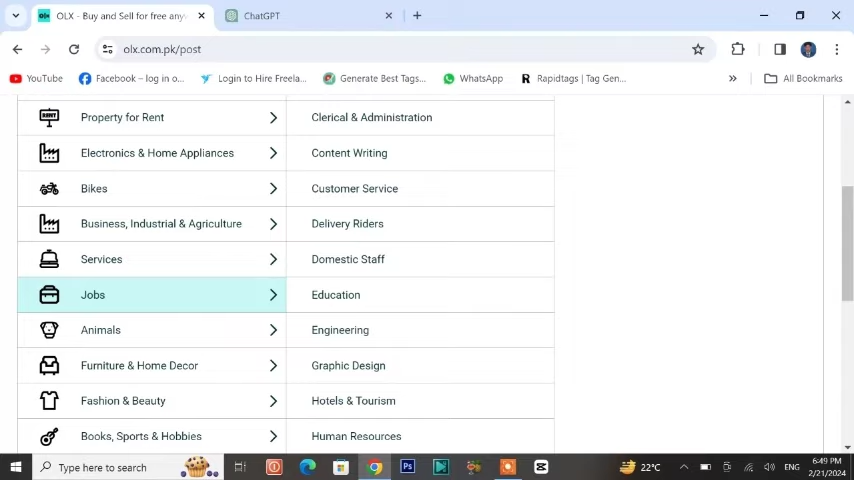 OLX - Buy and Sell for free anyv
ChatGPT
olx.com.pk/post
YouTube
Facebook – log in o...
Login to Hire Freela...
Generate Best Tags...
WhatsApp
R Rapidtags | Tag Gen...
All Bookmarks
RENT
Property for Rent
Clerical & Administration
Electronics & Home Appliances
Content Writing
Bikes
Customer Service
Business, Industrial & Agriculture
Delivery Riders
Services
Domestic Staff
Jobs
Education
Animals
Engineering
Furniture & Home Decor
Graphic Design
Fashion & Beauty
Hotels & Tourism
Books, Sports & Hobbies
Human Resources
Type here to search
Ps
22°C
ENG
6:49 PM
2/21/2024